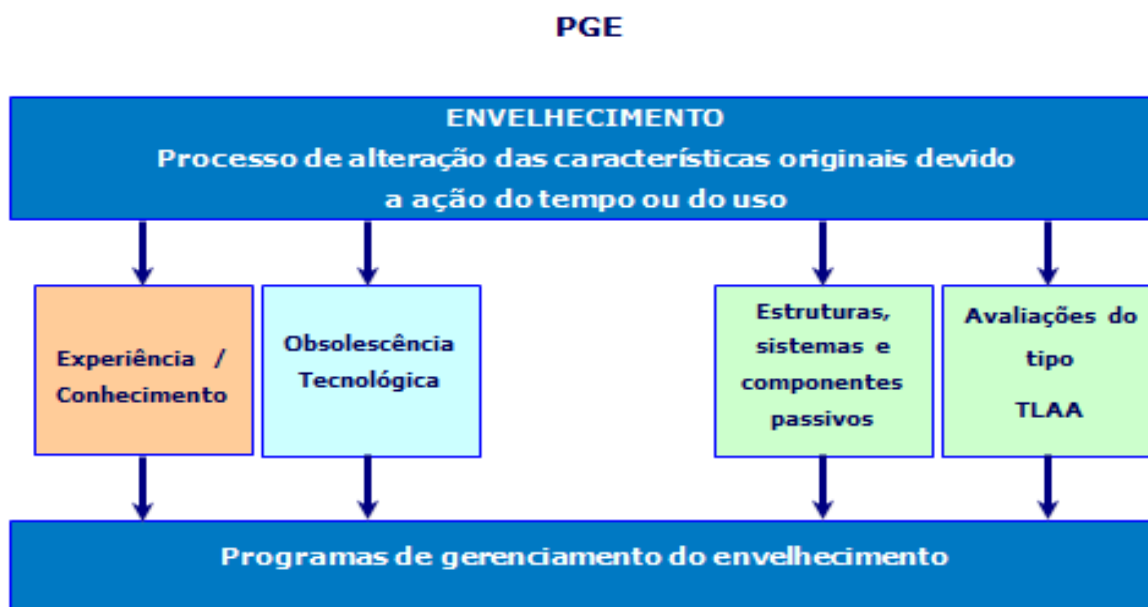 PGE
ENVELHECIMENTO
Processo de alteração das características originais devido
a ação do tempo ou do uso
Experiência /
Conhecimento
Obsolescência
Tecnológica
Estruturas,
sistemas e
componentes
passivos
Avaliações do
tipo
TLAA
Programas de gerenciamento do envelhecimento